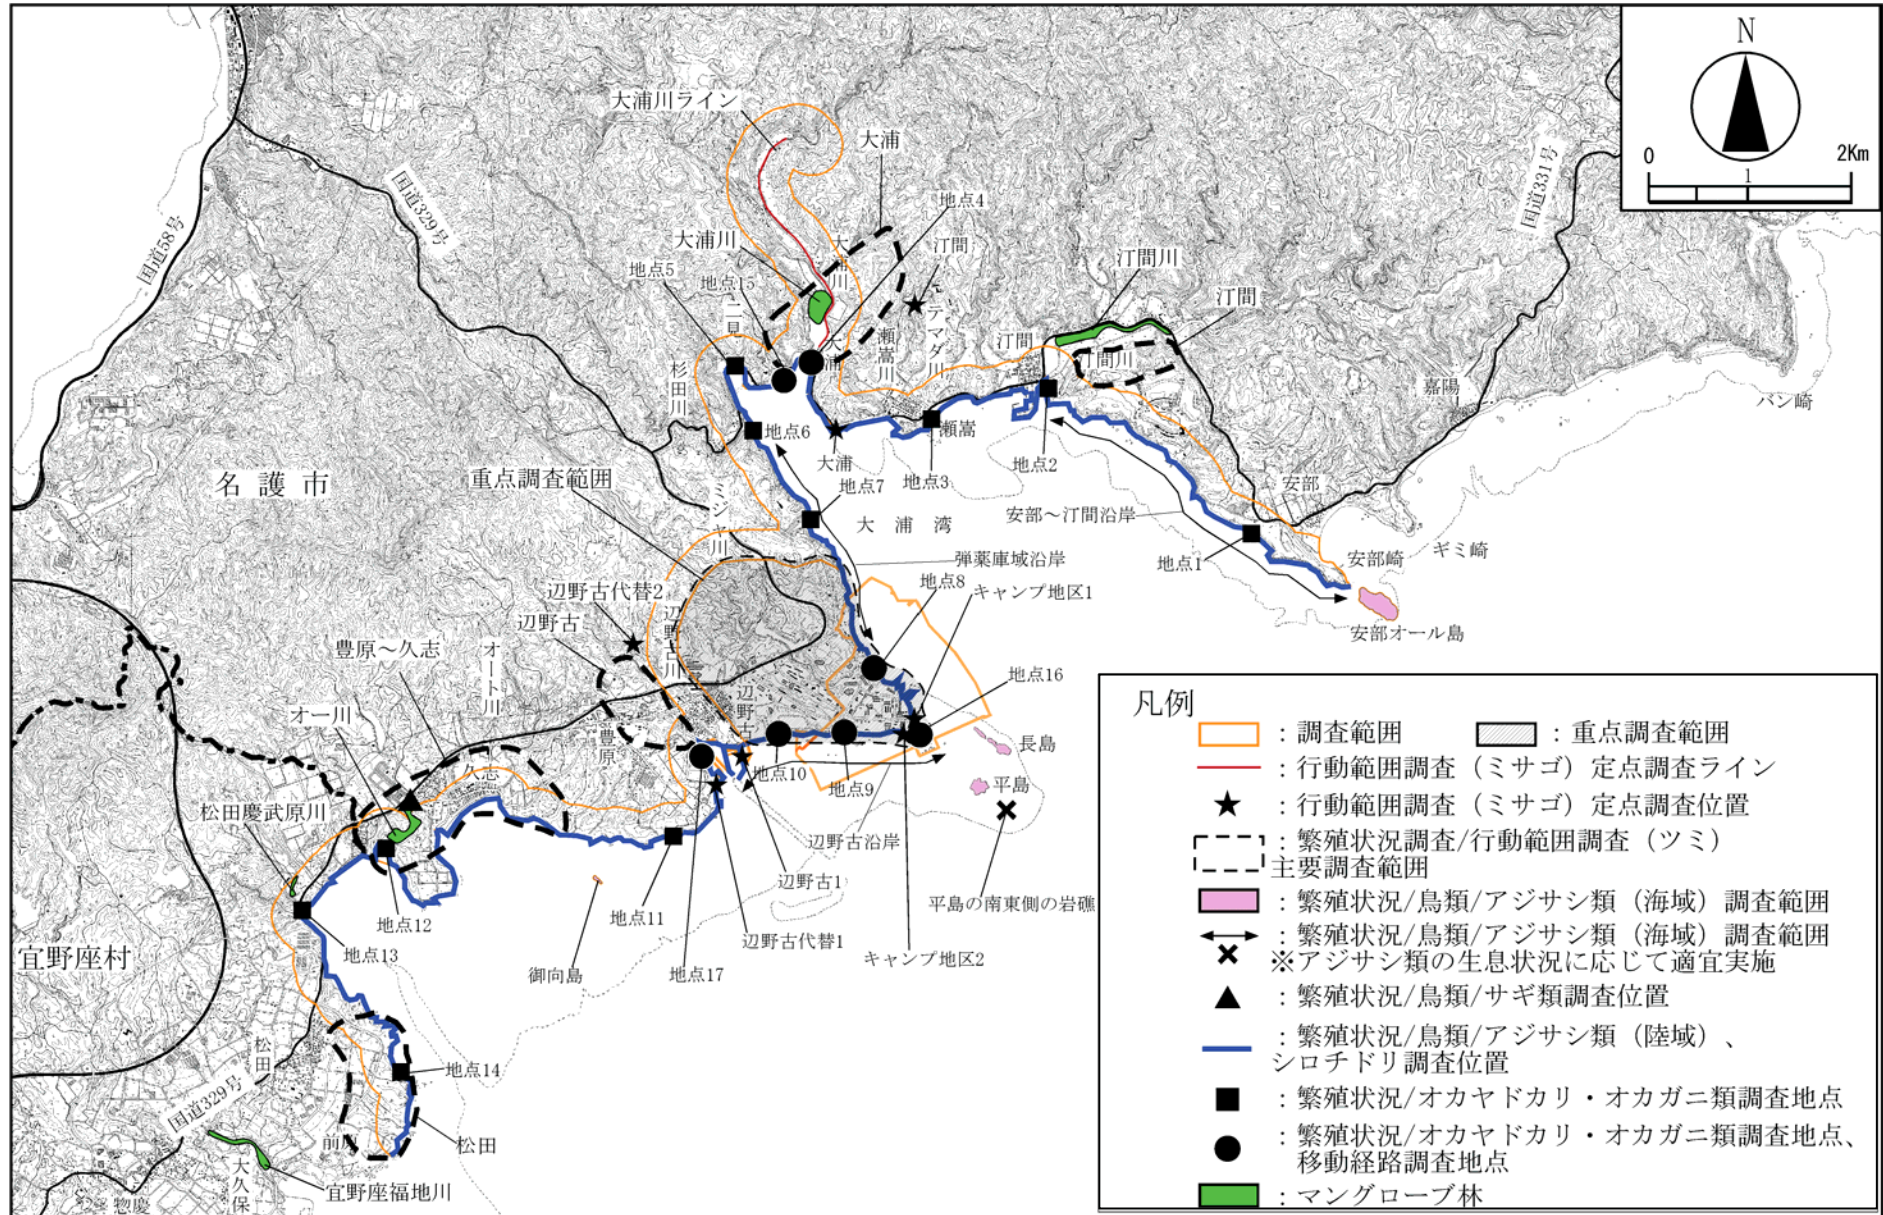 N
0
1
2Km
大浦川ライン
大浦
国道329号
国道58号
国道331号
地点4
大浦川
大浦川
汀間
汀間川
地点5
地点15
二見
汀間
テマダ川
瀬嵩川
大浦
汀間
汀間川
杉田川
嘉陽
バン崎
地点6
瀬嵩
大浦
地点3
地点2
名護市
重点調査範囲
地点7
大浦湾
安部～汀間沿岸
安部
地点1
安部崎
ギミ崎
弾薬庫域沿岸
地点8
キャンプ地区1
辺野古代替2
辺野古
辺野古川
安部オール島
豊原～久志
オート川
地点16
オー川
辺野古
豊原
長島
久志
地点10
地点9
平島
松田慶武原川
辺野古沿岸
辺野古1
平島の南東側の岩礁
地点12
地点11
辺野古代替1
キャンプ地区2
地点13
宜野座村
御向島
地点17
松田
地点14
国道329号
前原
松田
大久保
宜野座福地川
惣慶
凡例
：調査範囲
：重点調査範囲
：行動範囲調査（ミサゴ）定点調査ライン
：行動範囲調査（ミサゴ）定点調査位置
：繁殖状況調査/行動範囲調査（ツミ）
主要調査範囲
：繁殖状況/鳥類/アジサシ類（海域）調査範囲
：繁殖状況/鳥類/アジサシ類（海域）調査範囲
※アジサシ類の生息状況に応じて適宜実施
：繁殖状況/鳥類/サギ類調査位置
：繁殖状況/鳥類/アジサシ類（陸域）、
シロチドリ調査位置
：繁殖状況/オカヤドカリ・オカガニ類調査地点
：繁殖状況/オカヤドカリ・オカガニ類調査地点、
移動経路調査地点
：マングローブ林